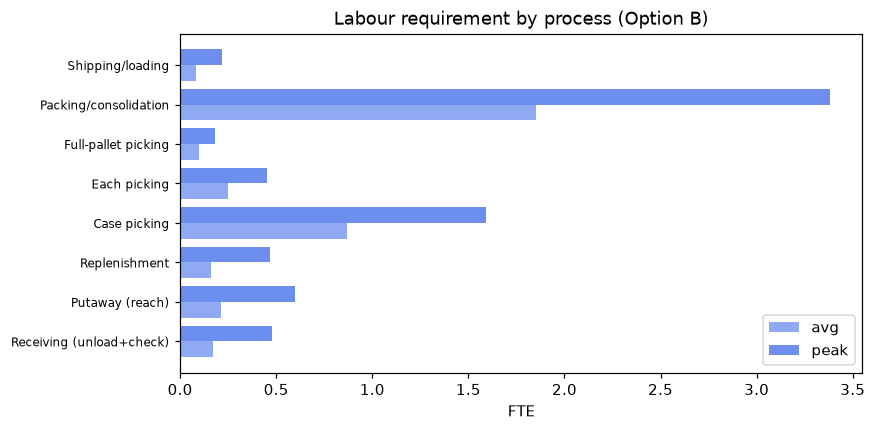 Labour requirement by process (Option B)
Shipping/loading
Packing/consolidation
Full-pallet picking
Each picking
Case picking
Replenishment
Putaway (reach)
Receiving (unload+check)
avg
peak
0.0 0.5 1.0 1.5 2.0 2.5 3.0 3.5
FTE